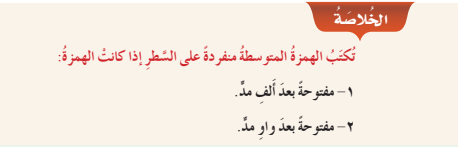 الخُلاصَةُ
تُكتَبُ الهمزةُ المتوسطةُ منفردةً على السَّطرِ إذا كانتْ الهمزةُ:
١- مفتوحةً بعدَ أَلفِ مدٍّ.
٢- مفتوحةً بعدَ واوِ مدٍّ.